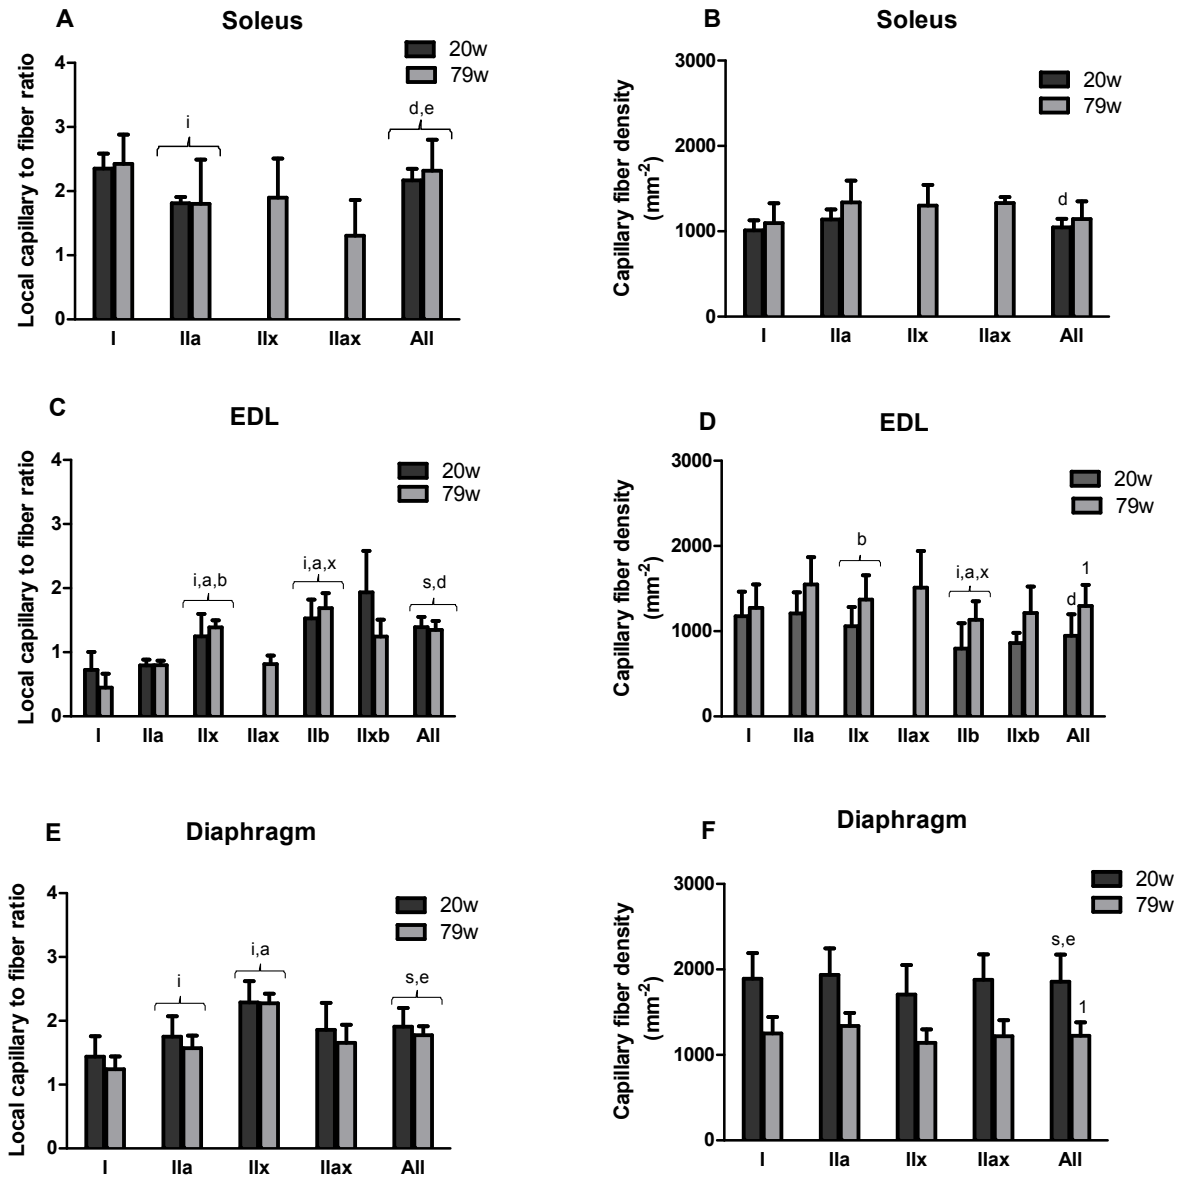 A
Soleus
Local capillary to fiber ratio
4
3
2
1
0
20w
79w
i
d,e
I IIa IIx IIax All
B
Soleus
Capillary fiber density
(mm-2)
3000
2000
1000
0
20w
79w
d
I IIa IIx IIax All
C
EDL
Local capillary to fiber ratio
4
3
2
1
0
20w
79w
i,a,b
i,a,x
s,d
I IIa IIx IIax IIb IIxb All
D
EDL
Capillary fiber density
(mm-2)
3000
2000
1000
0
20w
79w
b
i,a,x
1
d
I IIa IIx IIax IIb IIxb All
E
Diaphragm
Local capillary to fiber ratio
4
3
2
1
0
20w
79w
i
i,a
s,e
I IIa IIx IIax All
F
Diaphragm
Capillary fiber density
(mm-2)
3000
2000
1000
0
20w
79w
s,e
1
I IIa IIx IIax All